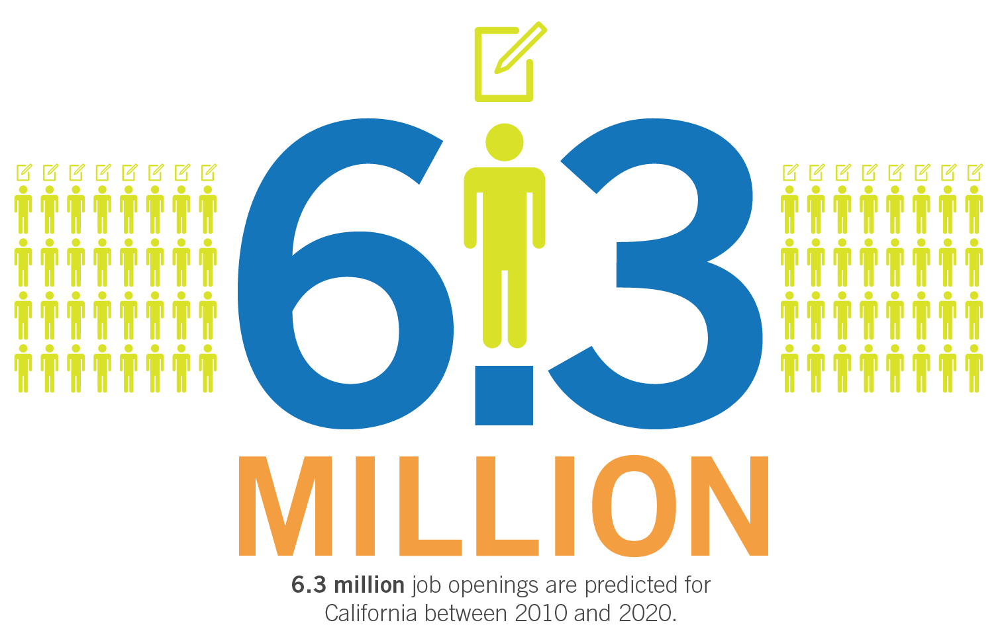 6.3
MILLION
6.3 million job openings are predicted for
California between 2010 and 2020.